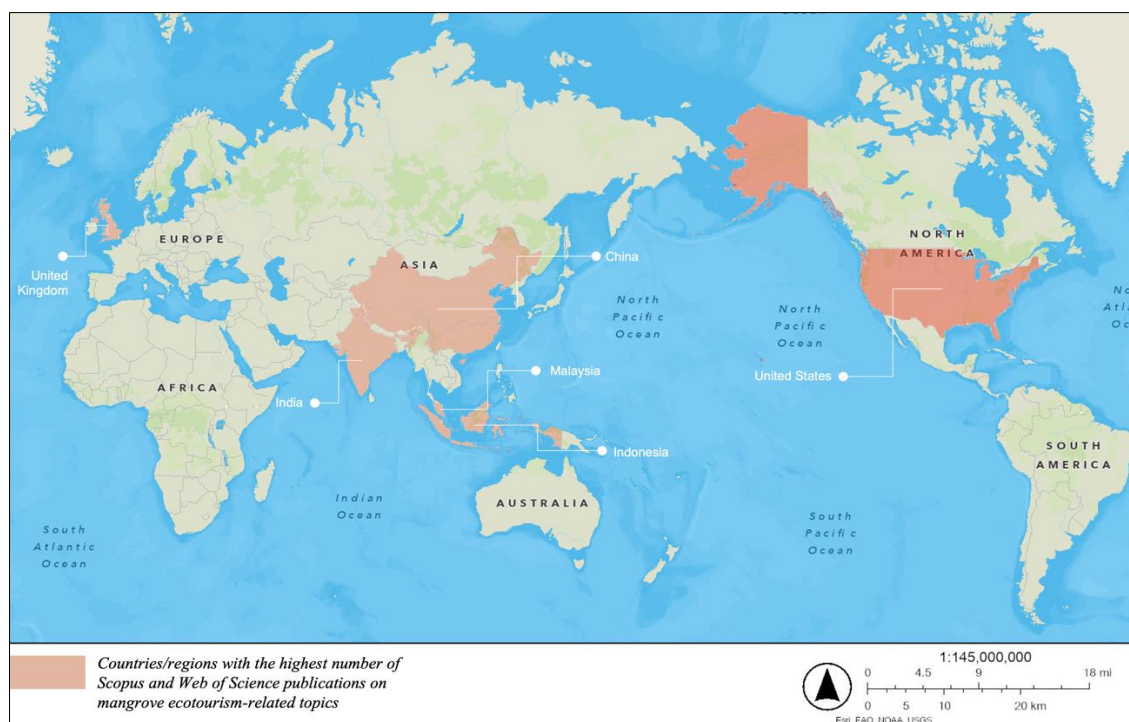 Ocean
EUROPE
ASIA
NORTH
AMERICA
United
Kingdom
China
North
Pacific
Ocean
North
Pacific
Ocean
Malaysia
United States
AFRICA
India
Indonesia
SOUTH
AMERICA
Indian
Ocean
AUSTRALIA
South
Atlantic
Ocean
South
Pacific
Ocean
Countries/regions with the highest number of
Scopus and Web of Science publications on
mangrove ecotourism-related topics
1:145,000,000
0 4.5 9 18 mi
0 5 10 20 km
Esri, FAO, NOAA, USGS